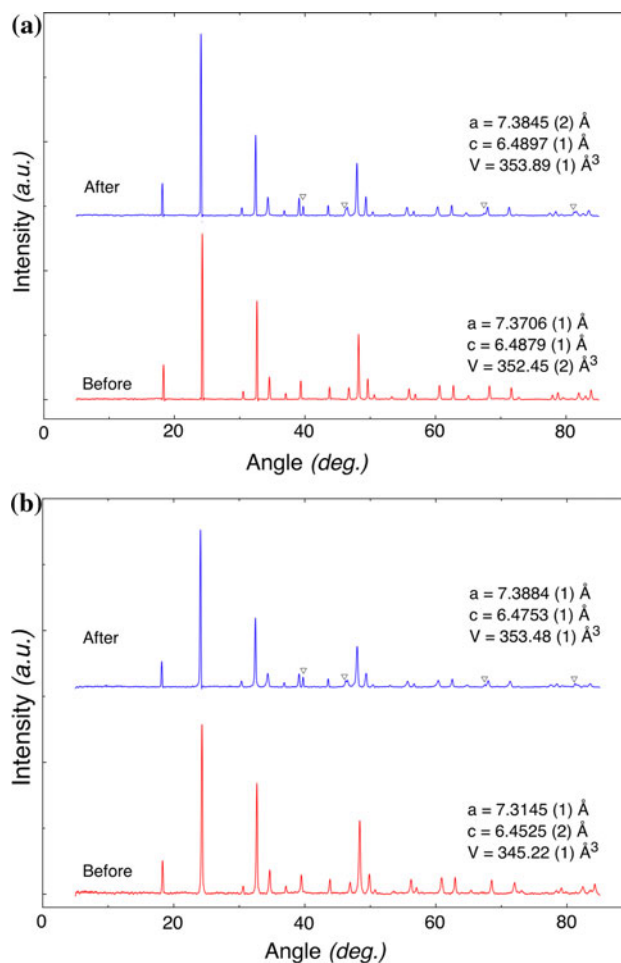 (a)
Intensity (a.u.)
After
a = 7.3845 (2) Å
c = 6.4897 (1) Å
V = 353.89 (1) Å3
Before
a = 7.3706 (1) Å
c = 6.4879 (1) Å
V = 352.45 (2) Å3
0 20 40 60 80
Angle (deg.)
(b)
Intensity (a.u.)
After
a = 7.3884 (1) Å
c = 6.4753 (1) Å
V = 353.48 (1) Å3
Before
a = 7.3145 (1) Å
c = 6.4525 (2) Å
V = 345.22 (1) Å3
0 20 40 60 80
Angle (deg.)